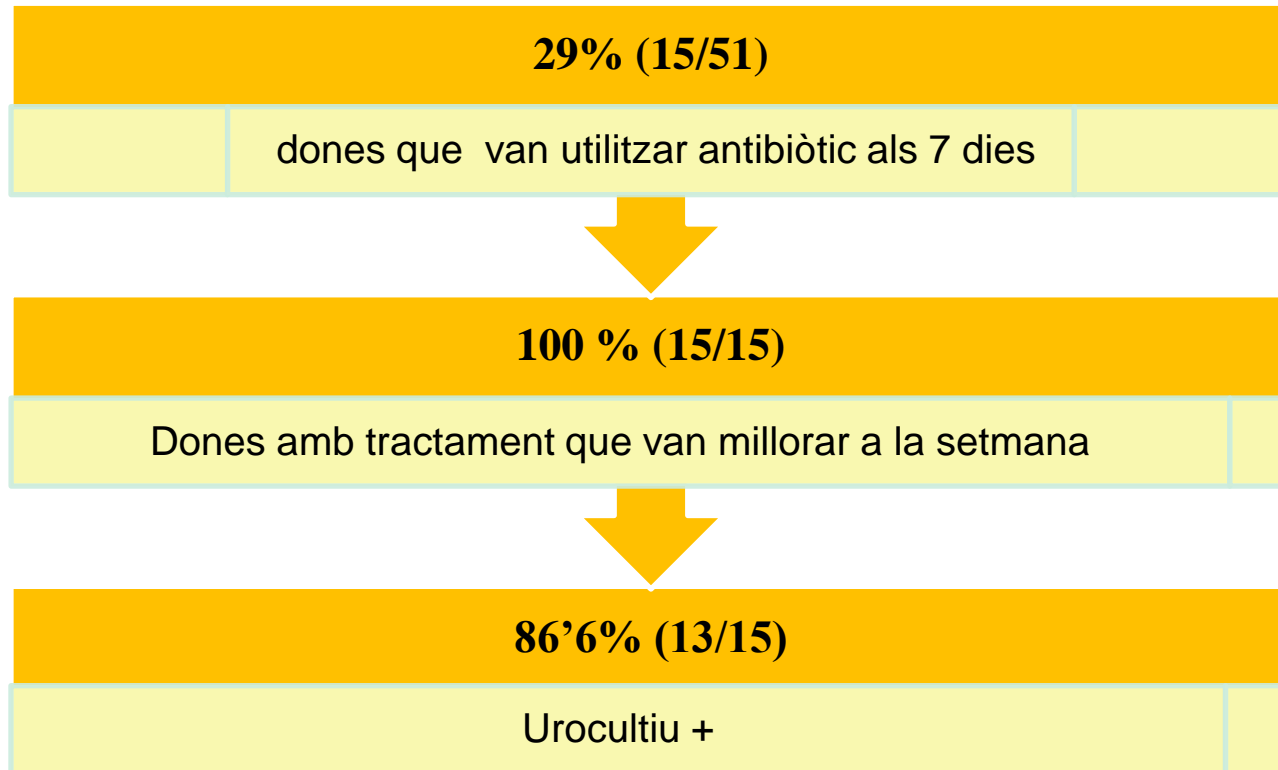 29% (15/51)
dones que van utilitzar antibiòtic als 7 dies
100 % (15/15)
Dones amb tractament que van millorar a la setmana
86’6% (13/15)
Urocultiu +